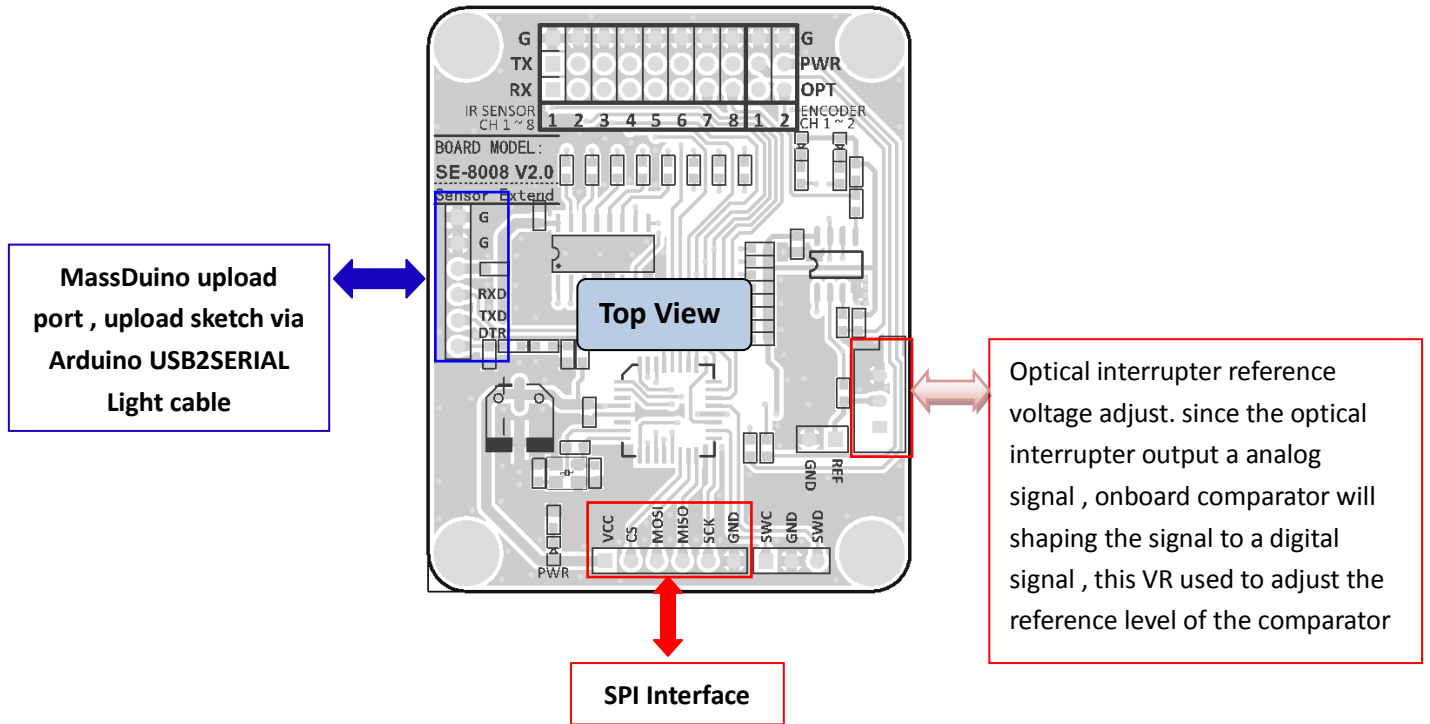 G
TX
RX
G
PWR
OPT
IR SENSOR
CH 1 ~ 8
1 2 3 4 5 6 7 8 1 2
ENCODER
CH 1 ~ 2
BOARD MODEL:
SE-8008 V2.0
Sensor Extend
G
G
RXD
TXD
DTR
MassDuino upload
port , upload sketch via
Arduino USB2SERIAL
Light cable
Top View
Optical interrupter reference
voltage adjust. since the optical
interrupter output a analog
signal , onboard comparator will
shaping the signal to a digital
signal , this VR used to adjust the
reference level of the comparator
GND
REF
VCC
CS
MOSI
MISO
SCK
GND
SWC
GND
SWD
PWR
SPI Interface